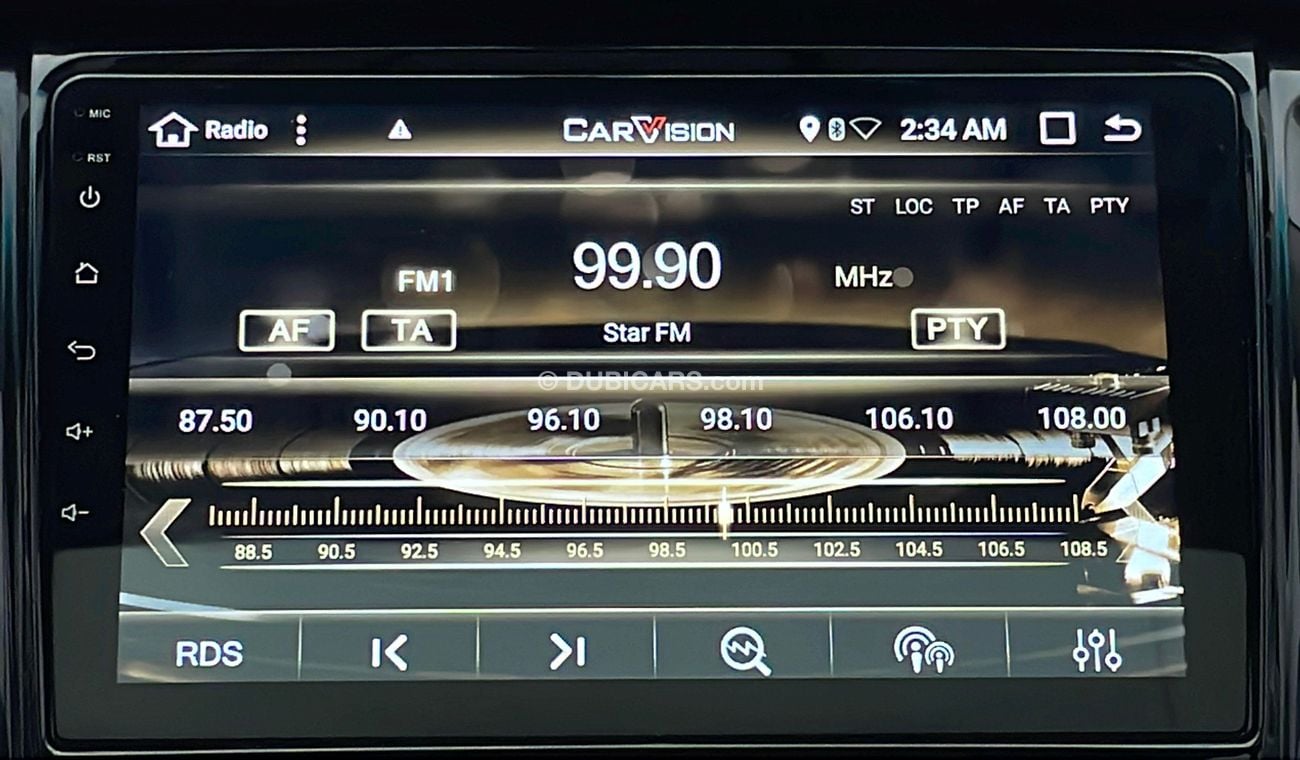 MIC
RST
Radio CARVISION 2:34 AM
ST LOC TP AF TA PTY
FM1 99.90 MHz
AF TA Star FM PTY
© DUBICARS.com
87.50 90.10 96.10 98.10 106.10 108.00
88.5 90.5 92.5 94.5 96.5 98.5 100.5 102.5 104.5 106.5 108.5
RDS